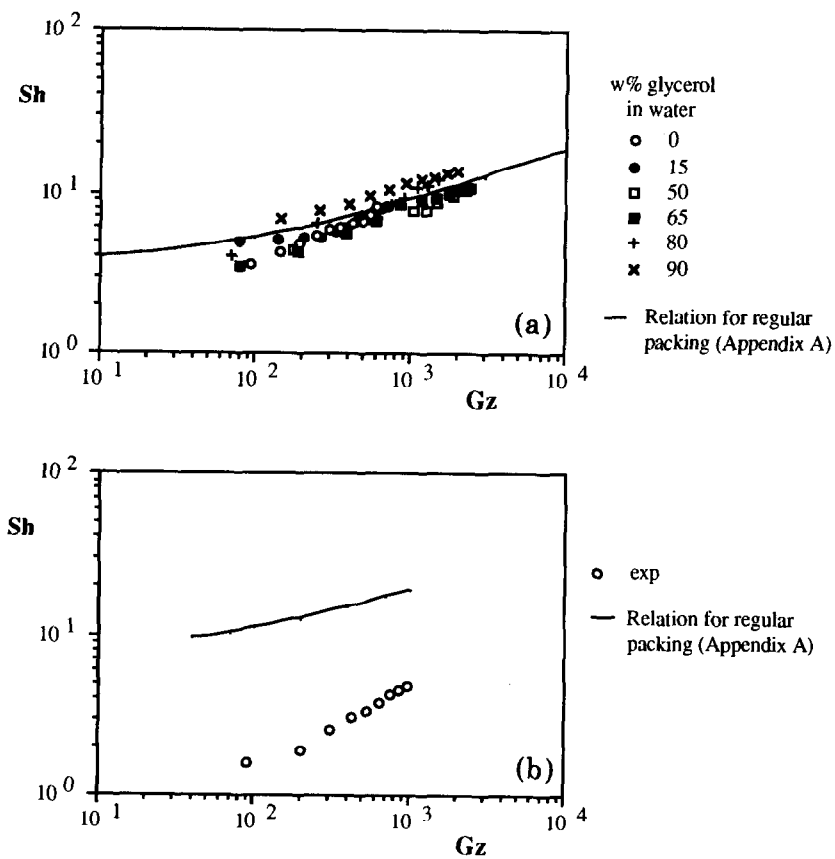 10 2
Sh
10 1
10 0
10 1
10 2
10 3
10 4
Gz
(a)
w% glycerol
in water
0
15
50
65
80
90
Relation for regular
packing (Appendix A)
10 2
Sh
10 1
10 0
10 1
10 2
10 3
10 4
Gz
(b)
exp
Relation for regular
packing (Appendix A)